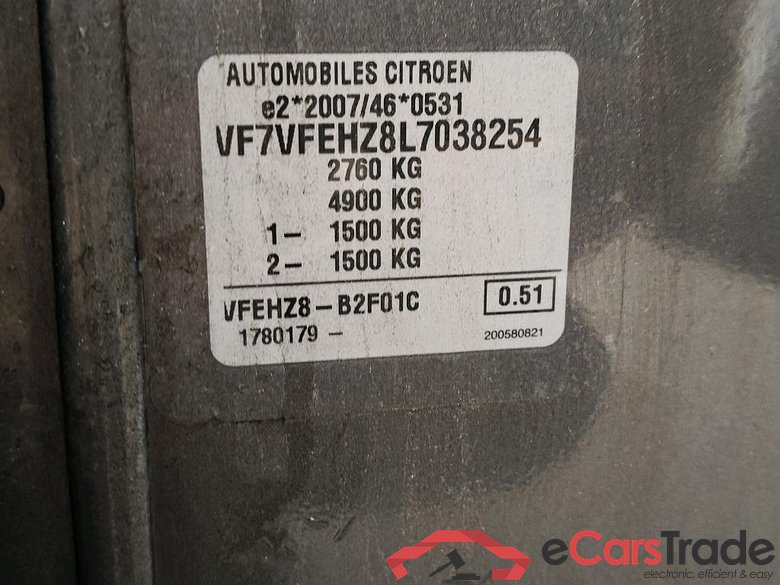 AUTOMOBILES CITROEN
e2*2007/46*0531
VF7VFEHZ8L7038254
2760 KG
4900 KG
1- 1500 KG
2- 1500 KG
VFEHZ8-B2F01C 0.51
1780179 - 200580821
eCarsTrade
electronic, efficient & easy